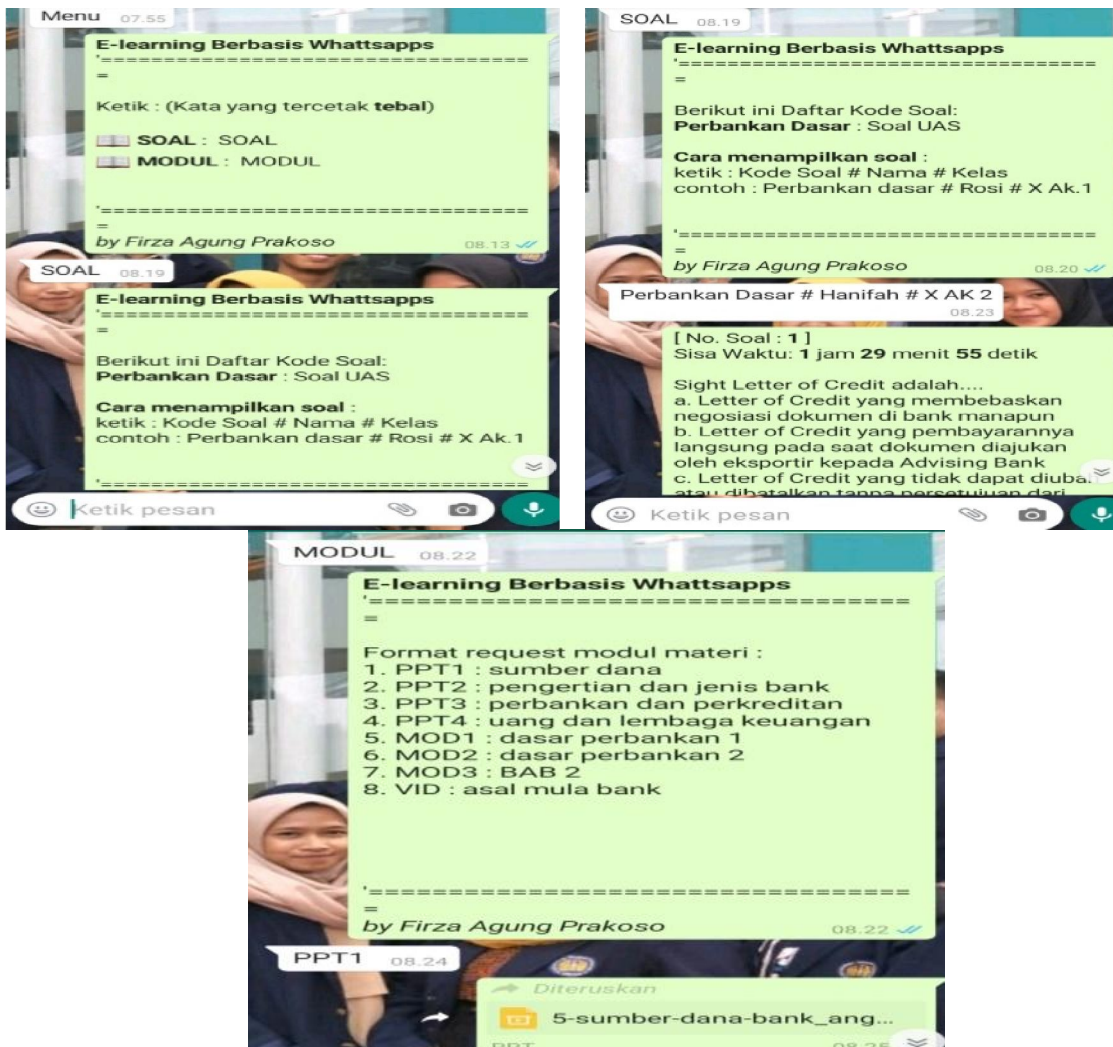 Menu 07.55
E-learning Berbasis Whattsapps
'===================================
=
Ketik : (Kata yang tercetak tebal)
SOAL : SOAL
MODUL : MODUL
'===================================
=
by Firza Agung Prakoso 08.13
SOAL 08.19
E-learning Berbasis Whattsapps
'===================================
=
Berikut ini Daftar Kode Soal:
Perbankan Dasar : Soal UAS
Cara menampilkan soal :
ketik : Kode Soal # Nama # Kelas
contoh : Perbankan dasar # Rosi # X Ak.1
'===================================
Ketik pesan
SOAL 08.19
E-learning Berbasis Whattsapps
'===================================
=
Berikut ini Daftar Kode Soal:
Perbankan Dasar : Soal UAS
Cara menampilkan soal :
ketik : Kode Soal # Nama # Kelas
contoh : Perbankan dasar # Rosi # X Ak.1
'===================================
=
by Firza Agung Prakoso 08.20
Perbankan Dasar # Hanifah # X AK 2
08.23
[ No. Soal : 1 ]
Sisa Waktu: 1 jam 29 menit 55 detik
Sight Letter of Credit adalah....
a. Letter of Credit yang membebaskan
negosiasi dokumen di bank manapun
b. Letter of Credit yang pembayarannya
langsung pada saat dokumen diajukan
oleh eksportir kepada Advising Bank
c. Letter of Credit yang tidak dapat diubah
atau dibatalkan tanpa persetujuan dari
Ketik pesan
MODUL 08.22
E-learning Berbasis Whattsapps
'===================================
=
Format request modul materi :
1. PPT1 : sumber dana
2. PPT2 : pengertian dan jenis bank
3. PPT3 : perbankan dan perkreditan
4. PPT4 : uang dan lembaga keuangan
5. MOD1 : dasar perbankan 1
6. MOD2 : dasar perbankan 2
7. MOD3 : BAB 2
8. VID : asal mula bank
'===================================
=
by Firza Agung Prakoso 08.22
PPT1 08.24
Diteruskan
5-sumber-dana-bank_ang...
PPT 08.25